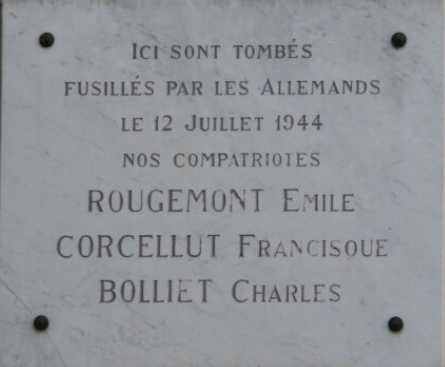 ICI SONT TOMBÉS
FUSILLÉS PAR LES ALLEMANDS
LE 12 JUILLET 1944
NOS COMPATRIOTES
ROUGEMONT EMILE
CORCELLUT FRANCISQUE
BOLLIET CHARLES